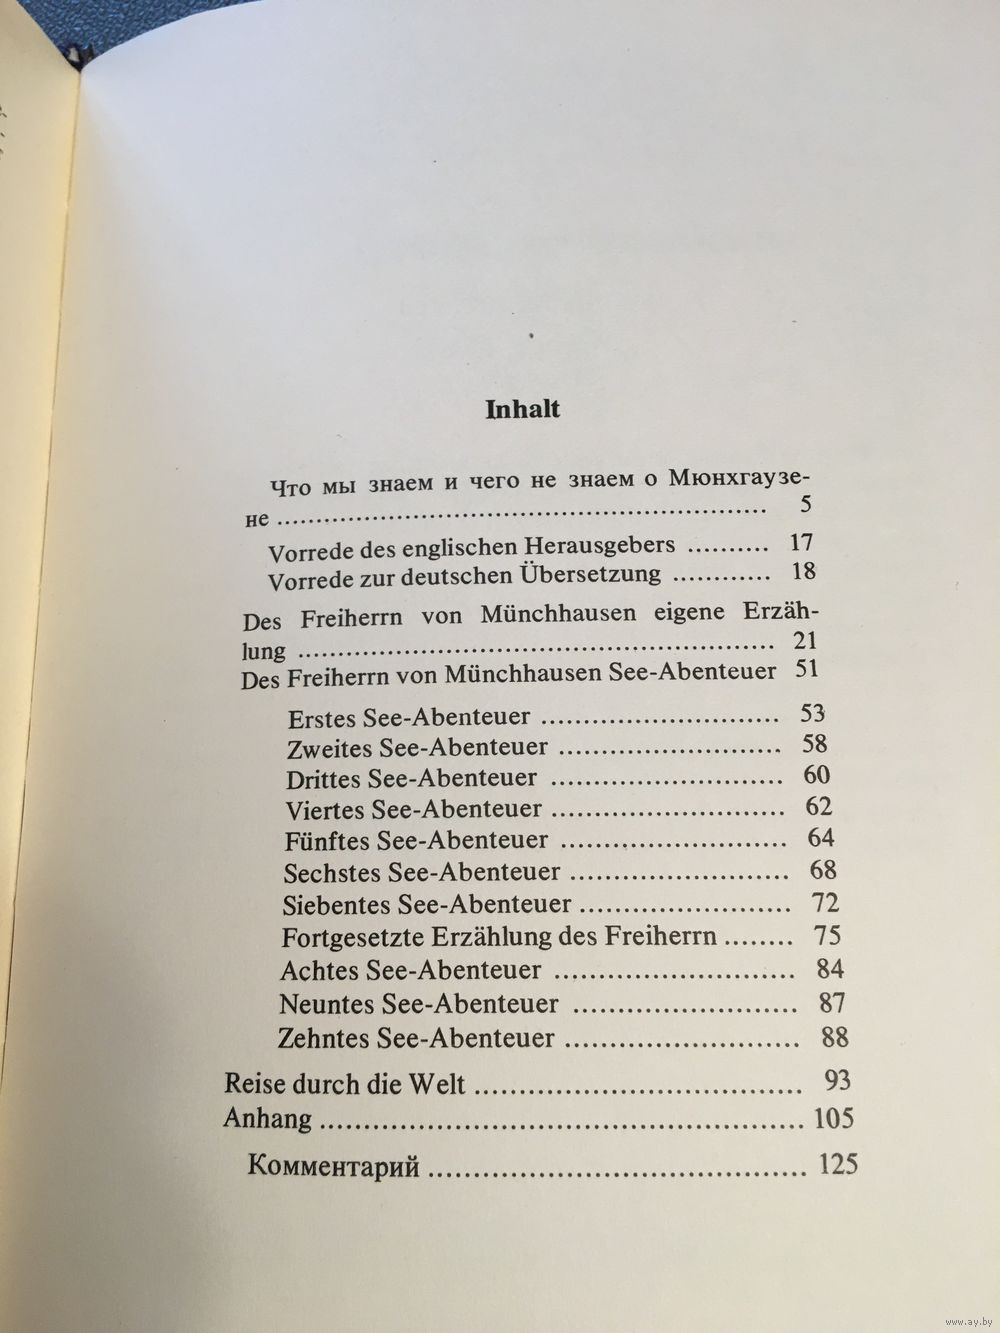 Inhalt
Что мы знаем и чего не знаем о Мюнхгаузе-
не ............................................................... 5
Vorrede des englischen Herausgebers .......... 17
Vorrede zur deutschen Übersetzung ............ 18
Des Freiherrn von Münchhausen eigene Erzäh-
lung ............................................................. 21
Des Freiherrn von Münchhausen See-Abenteuer 51
Erstes See-Abenteuer ............................ 53
Zweites See-Abenteuer .......................... 58
Drittes See-Abenteuer ........................... 60
Viertes See-Abenteuer ........................... 62
Fünftes See-Abenteuer .......................... 64
Sechstes See-Abenteuer ......................... 68
Siebentes See-Abenteuer ........................ 72
Fortgesetzte Erzählung des Freiherrn ........ 75
Achtes See-Abenteuer ............................ 84
Neuntes See-Abenteuer .......................... 87
Zehntes See-Abenteuer ........................... 88
Reise durch die Welt ..................................... 93
Anhang ....................................................... 105
Комментарий ........................................... 125
www.ay.by